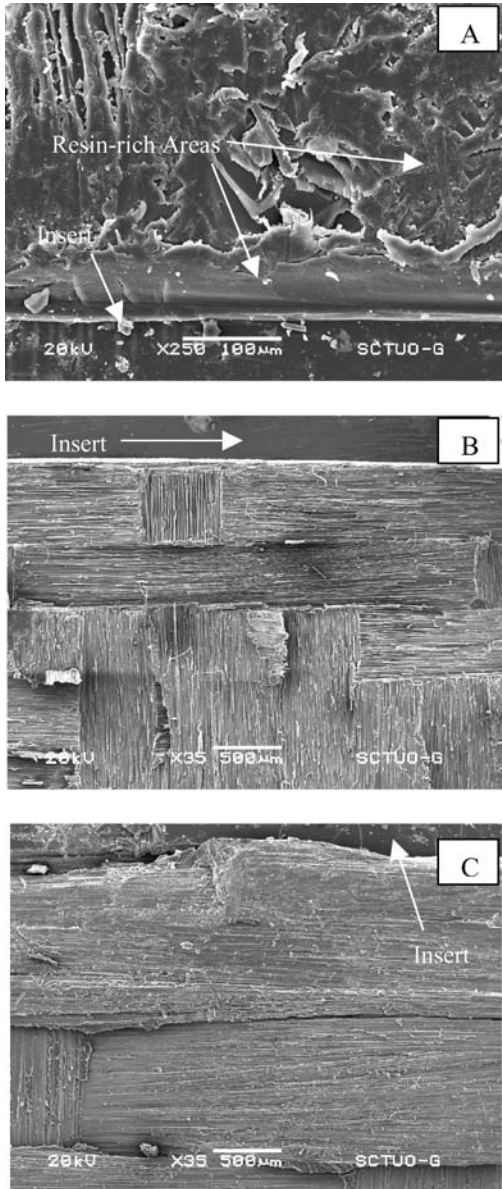 A
Resin-rich Areas
Insert
20kV X250 100µm SCTUO-G
B
Insert
20kV X35 500µm SCTUO-G
C
Insert
20kV X35 500µm SCTUO-G